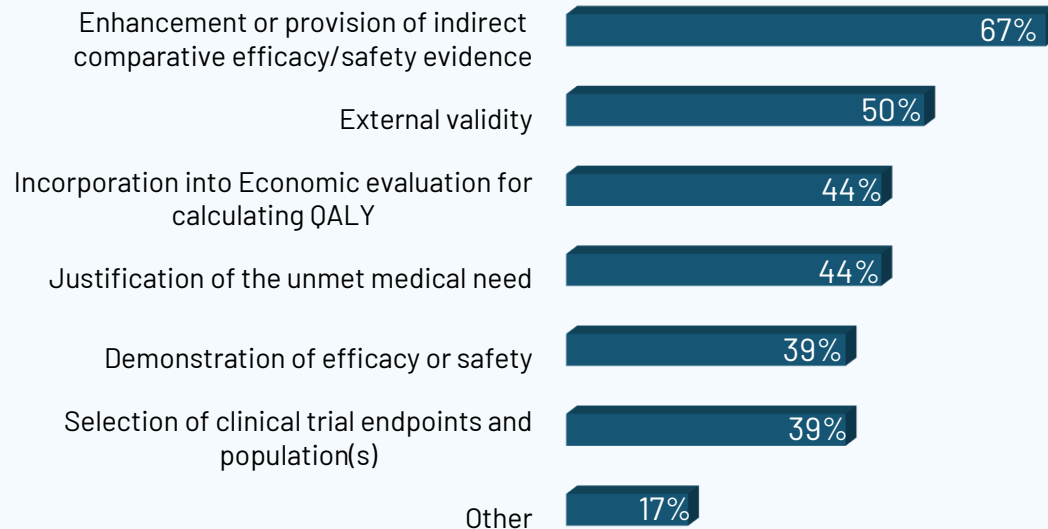 Enhancement or provision of indirect
comparative efficacy/safety evidence
67%
External validity
50%
Incorporation into Economic evaluation for
calculating QALY
44%
Justification of the unmet medical need
44%
Demonstration of efficacy or safety
39%
Selection of clinical trial endpoints and
population(s)
39%
Other
17%